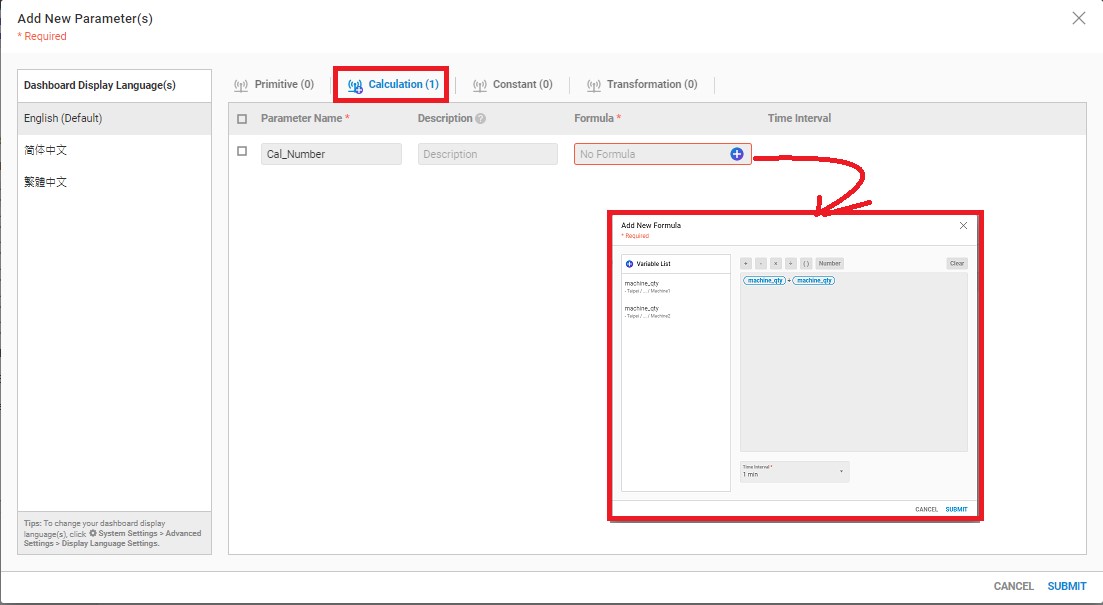 Add New Parameter(s)
* Required
Dashboard Display Language(s)
English (Default)
简体中文
繁體中文
Tips: To change your dashboard display
language(s), click System Settings > Advanced
Settings > Display Language Settings.
Primitive (0)
Calculation (1)
Constant (0)
Transformation (0)
Parameter Name *
Description ?
Formula *
Time Interval
Cal_Number
Description
No Formula
Add New Formula
* Required
Variable List
machine_qty
- Taipei / ... / Machine1
machine_qty
- Taipei / ... / Machine2
+ - x ÷ ( ) Number
Clear
machine_qty + machine_qty
Time Interval *
1 min
CANCEL SUBMIT
CANCEL SUBMIT